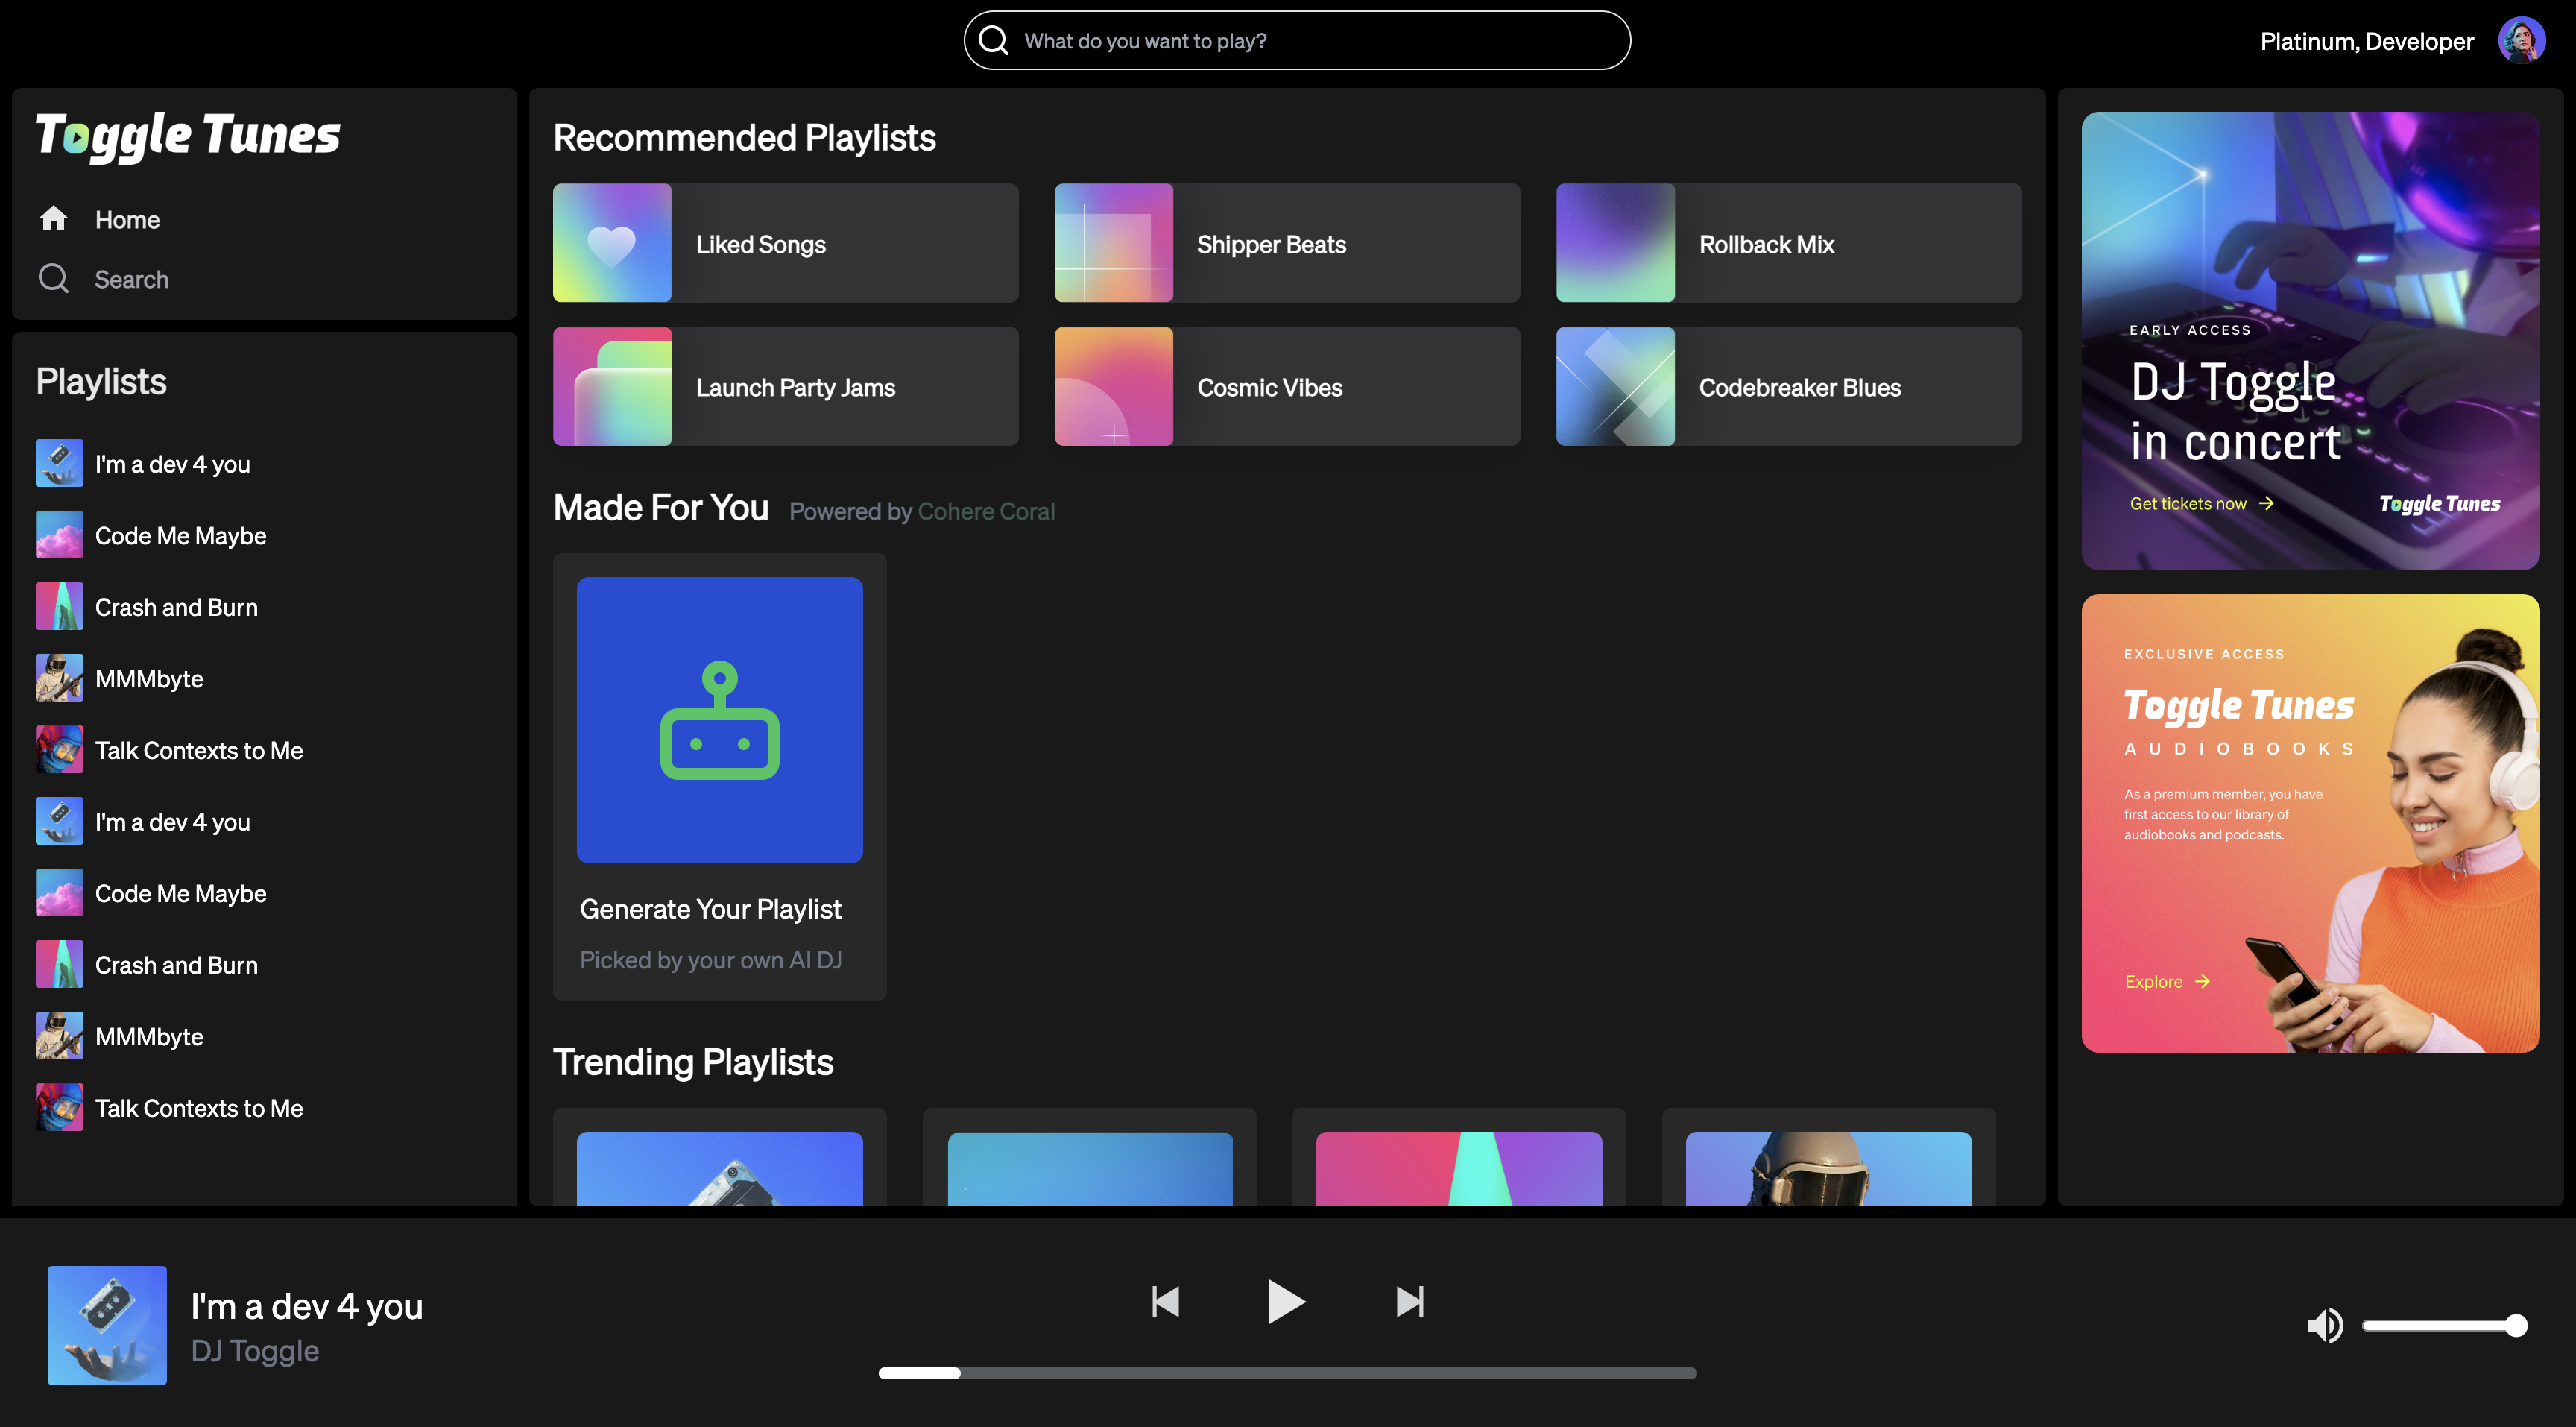 What do you want to play?
Platinum, Developer
Toggle Tunes
Home
Search
Playlists
I'm a dev 4 you
Code Me Maybe
Crash and Burn
MMMbyte
Talk Contexts to Me
I'm a dev 4 you
Code Me Maybe
Crash and Burn
MMMbyte
Talk Contexts to Me
Recommended Playlists
Liked Songs
Shipper Beats
Rollback Mix
Launch Party Jams
Cosmic Vibes
Codebreaker Blues
Made For You Powered by Cohere Coral
Generate Your Playlist
Picked by your own AI DJ
Trending Playlists
EARLY ACCESS
DJ Toggle
in concert
Get tickets now
Toggle Tunes
EXCLUSIVE ACCESS
Toggle Tunes
AUDIOBOOKS
As a premium member, you have
first access to our library of
audiobooks and podcasts.
Explore
I'm a dev 4 you
DJ Toggle